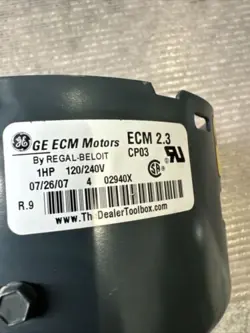 GE ECM Motors ECM 2.3
By REGAL-BELOIT CP03
1HP 120/240V
07/26/07 4 02940X
R.9
www.TheDealerToolbox.com